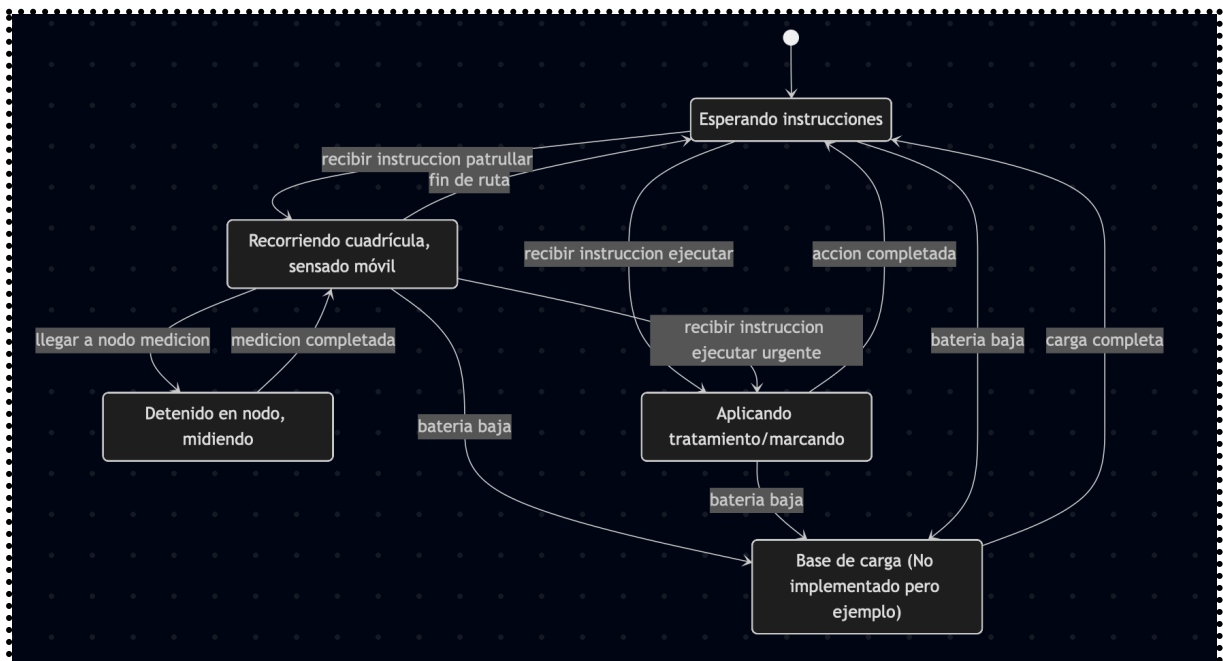 Esperando instrucciones
recibir instruccion patrullar
fin de ruta
Recorriendo cuadrícula,
sensado móvil
recibir instruccion ejecutar
accion completada
llegar a nodo medicion
medicion completada
recibir instruccion
ejecutar urgente
bateria baja
carga completa
Detenido en nodo,
midiendo
bateria baja
Aplicando
tratamiento/marcando
bateria baja
Base de carga (No
implementado pero
ejemplo)